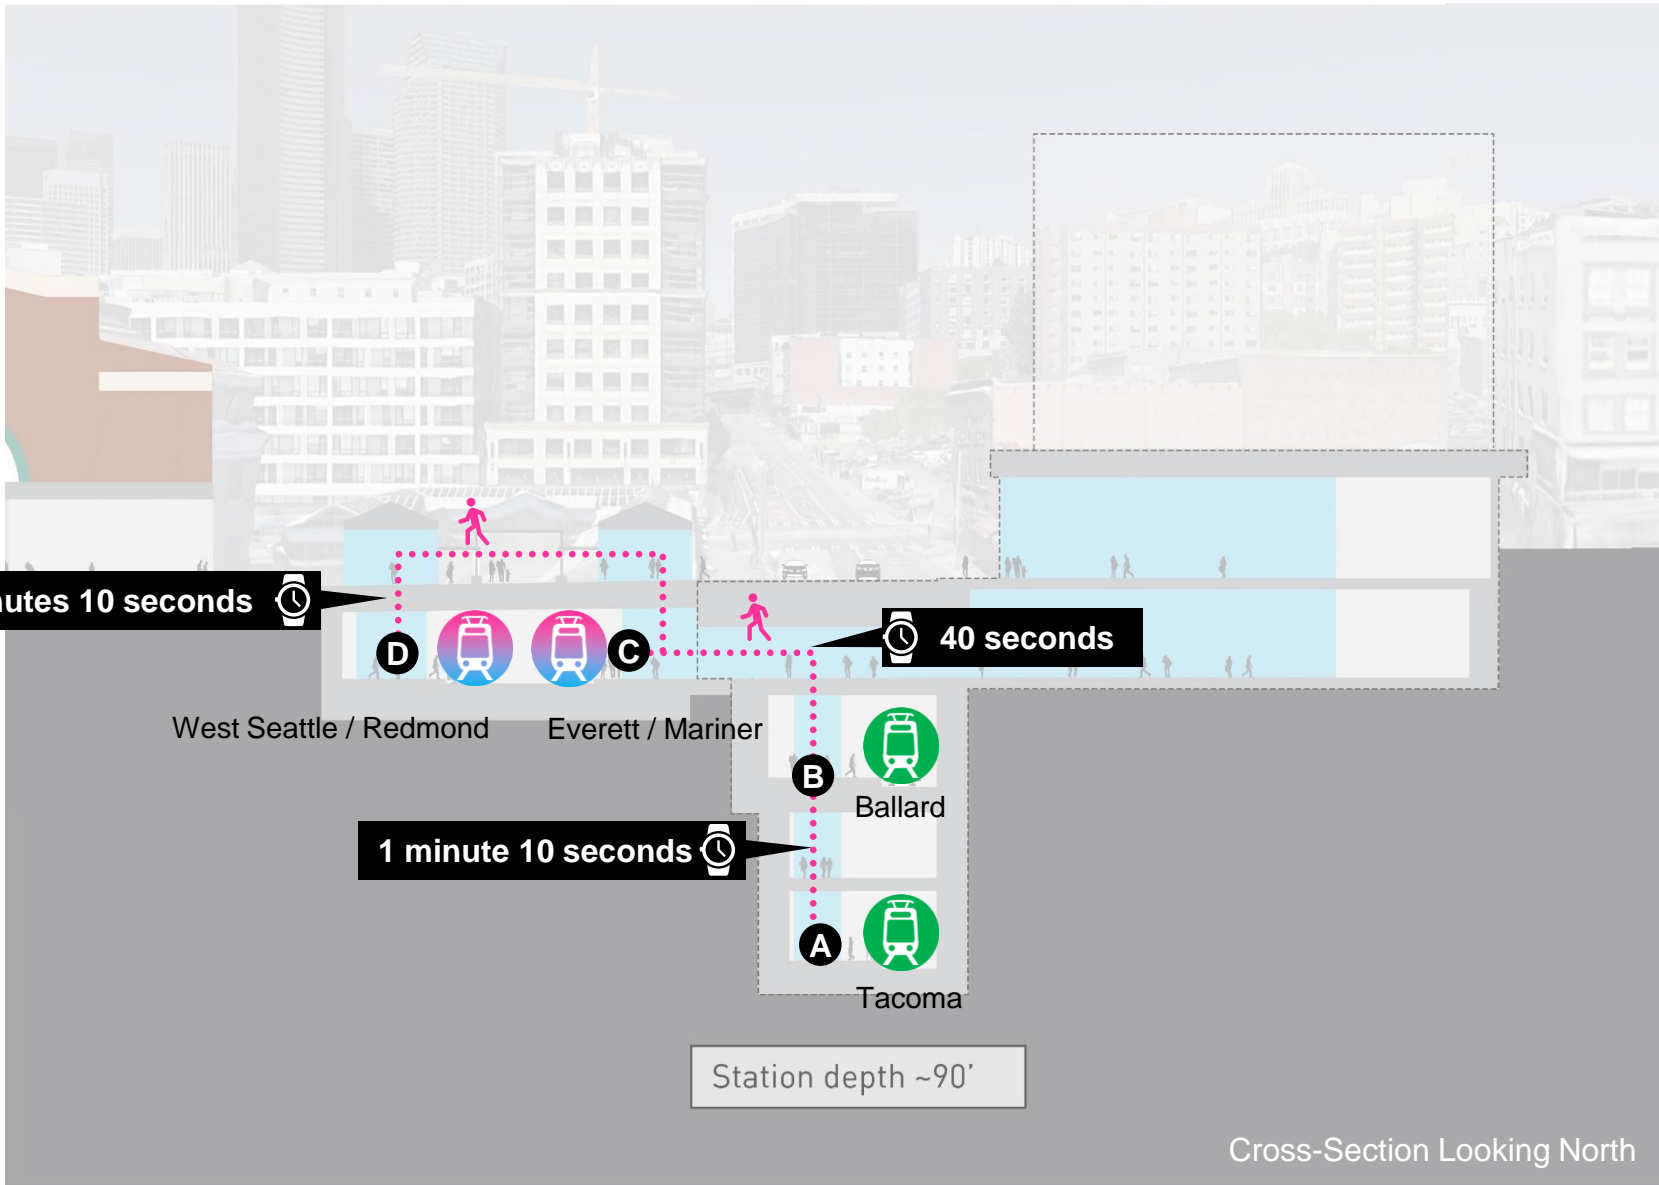 10 seconds
40 seconds
D
C
West Seattle / Redmond
Everett / Mariner
B
Ballard
1 minute 10 seconds
A
Tacoma
Station depth ~90’
Cross-Section Looking North